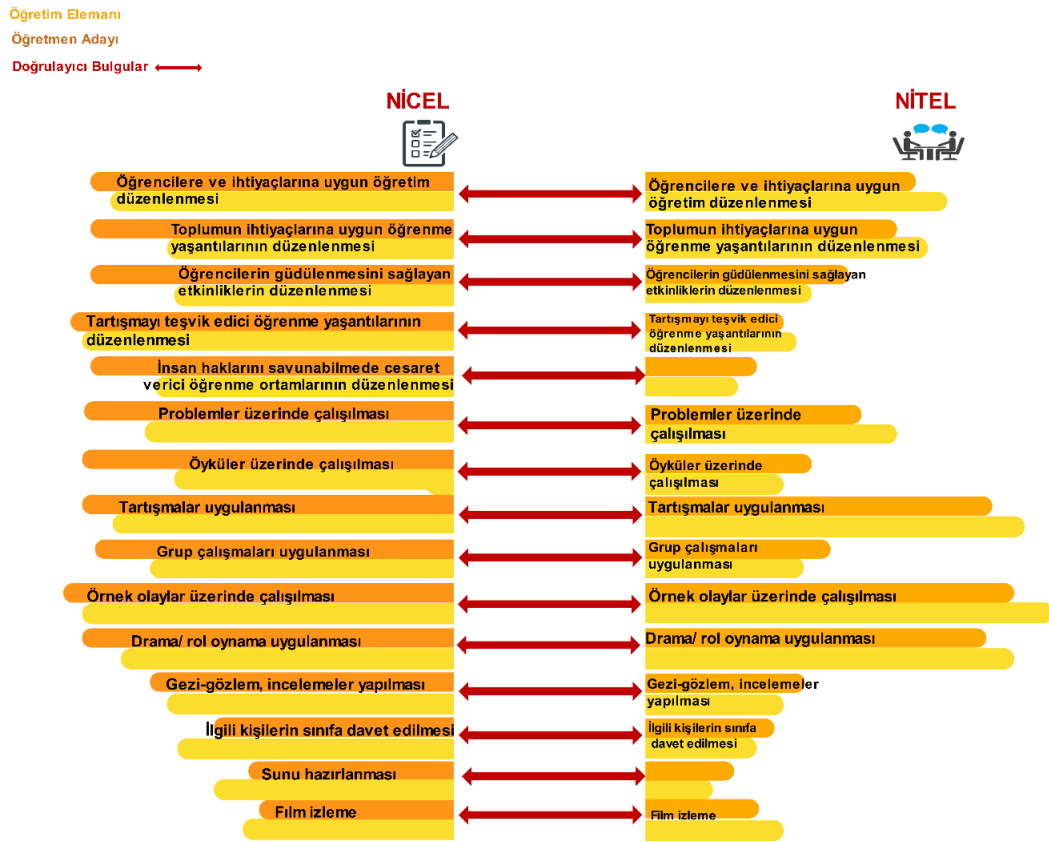 Öğretim Elemanı
Öğretmen Adayı
Doğrulayıcı Bulgular
NİCEL
NİTEL
Öğrencilere ve ihtiyaçlarına uygun öğretim
düzenlenmesi
Öğrencilere ve ihtiyaçlarına uygun
öğretim düzenlenmesi
Toplumun ihtiyaçlarına uygun öğrenme
yaşantılarının düzenlenmesi
Toplumun ihtiyaçlarına uygun
öğrenme yaşantılarının düzenlenmesi
Öğrencilerin güdülenmesini sağlayan
etkinliklerin düzenlenmesi
Öğrencilerin güdülenmesini sağlayan
etkinliklerin düzenlenmesi
Tartışmayı teşvik edici öğrenme yaşantılarının
düzenlenmesi
Tartışmayı teşvik edici
öğrenme yaşantılarının
düzenlenmesi
İnsan haklarını savunabilmede cesaret
verici öğrenme ortamlarının düzenlenmesi
Problemler üzerinde çalışılması
Problemler üzerinde
çalışılması
Öyküler üzerinde çalışılması
Öyküler üzerinde
çalışılması
Tartışmalar uygulanması
Tartışmalar uygulanması
Grup çalışmaları uygulanması
Grup çalışmaları
uygulanması
Örnek olaylar üzerinde çalışılması
Örnek olaylar üzerinde çalışılması
Drama/ rol oynama uygulanması
Drama/ rol oynama uygulanması
Gezi-gözlem, incelemeler yapılması
Gezi-gözlem, incelemeler
yapılması
İlgili kişilerin sınıfa davet edilmesi
İlgili kişilerin sınıfa
davet edilmesi
Sunu hazırlanması
Film izleme
Film izleme